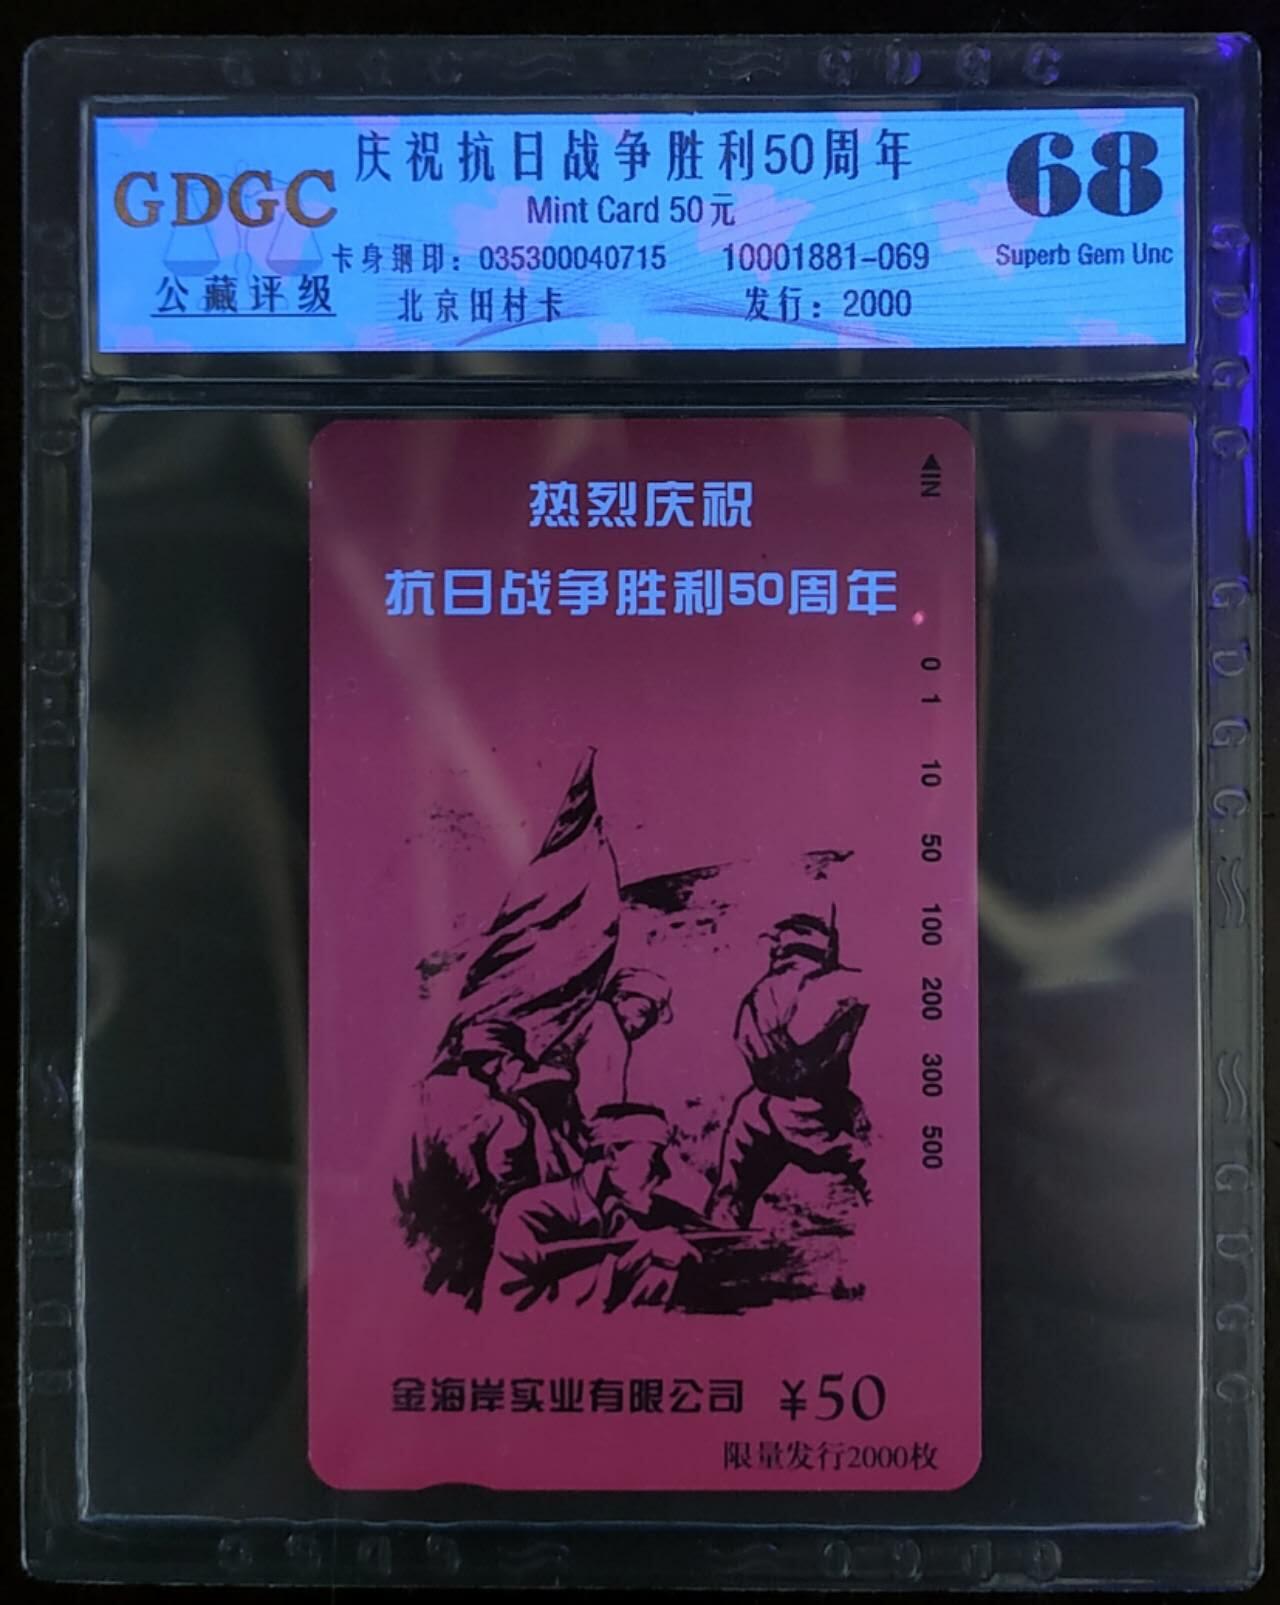 庆祝抗日战争胜利50周年
68
GDGC
Mint Card 50元
卡身钢印：035300040715
10001881-069
Superb Gem Unc
公藏评级
北京田村卡
发行：2000
◀IN
热烈庆祝
抗日战争胜利50周年
0
1
10
50
100
200
300
500
金海岸实业有限公司 ¥50
限量发行2000枚